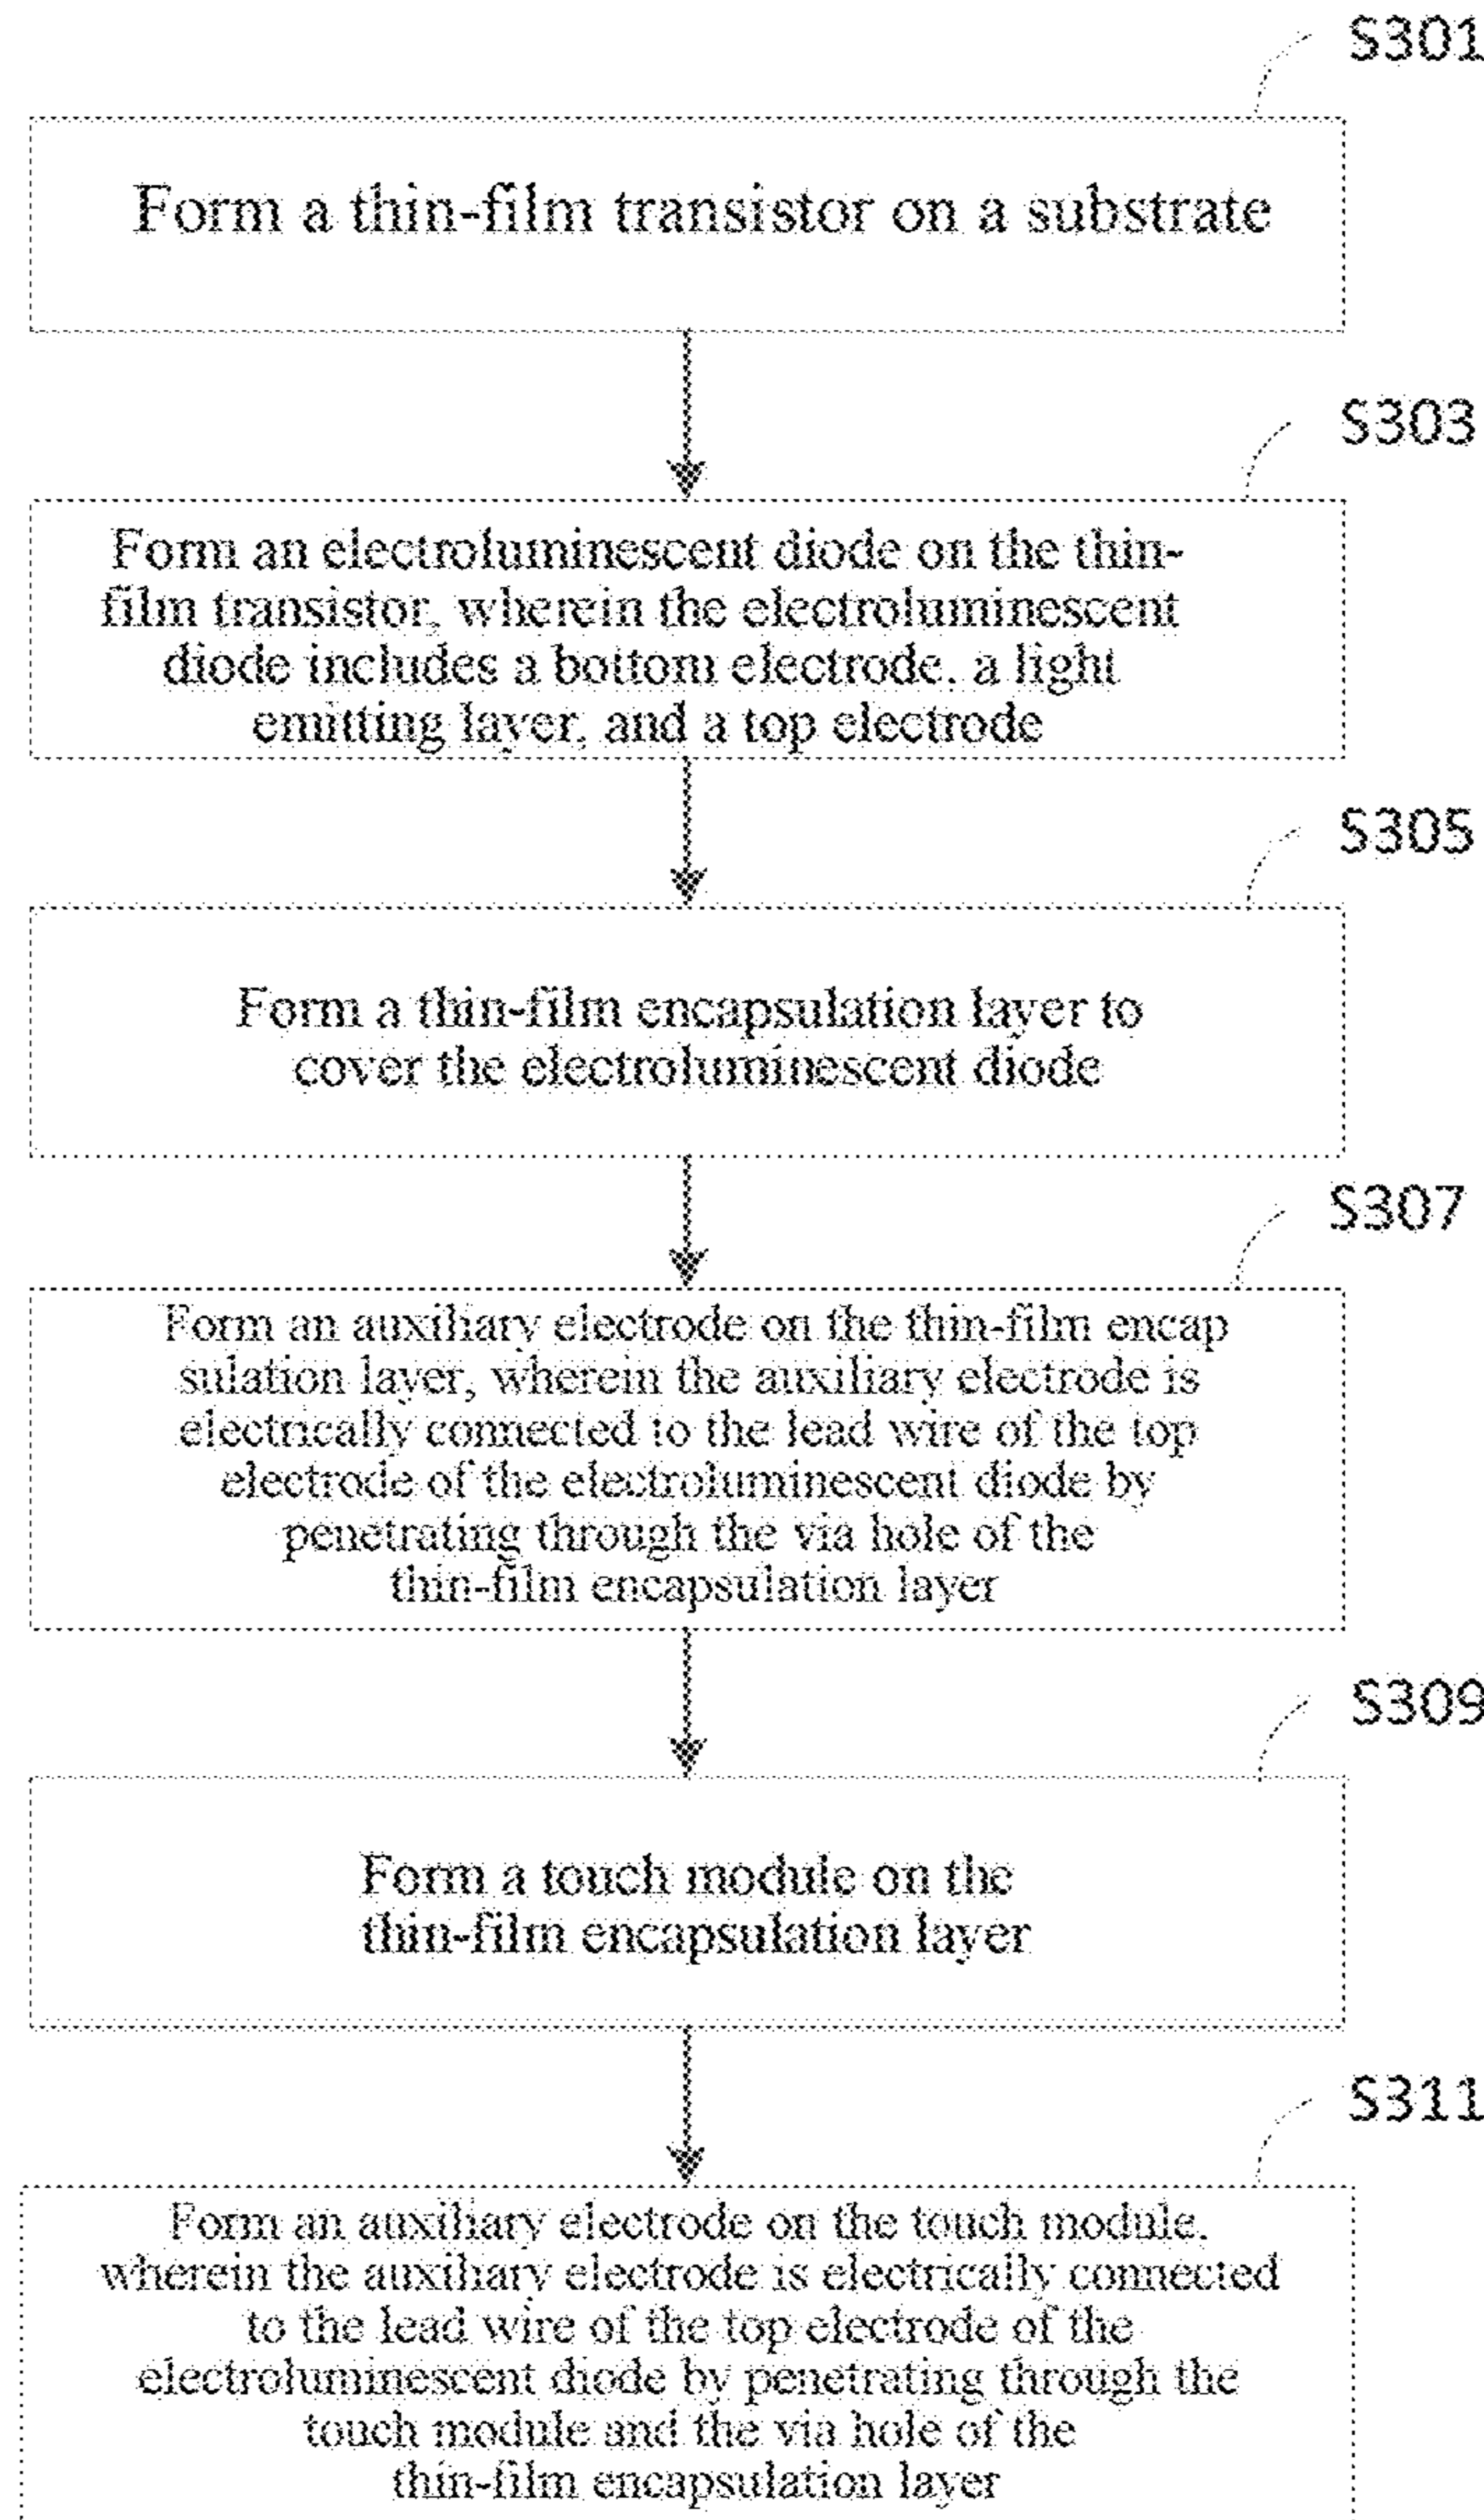 S301
Form a thin-film transistor on a substrate
S303
Form an electroluminescent diode on the thin-
film transistor, wherein the electroluminescent
diode includes a bottom electrode, a light
emitting layer, and a top electrode
S305
Form a thin-film encapsulation layer to
cover the electroluminescent diode
S307
Form an auxiliary electrode on the thin-film encap
sulation layer, wherein the auxiliary electrode is
electrically connected to the lead wire of the top
electrode of the electroluminescent diode by
penetrating through the via hole of the
thin-film encapsulation layer
S309
Form a touch module on the
thin-film encapsulation layer
S311
Form an auxiliary electrode on the touch module,
wherein the auxiliary electrode is electrically connected
to the lead wire of the top electrode of the
electroluminescent diode by penetrating through the
touch module and the via hole of the
thin-film encapsulation layer